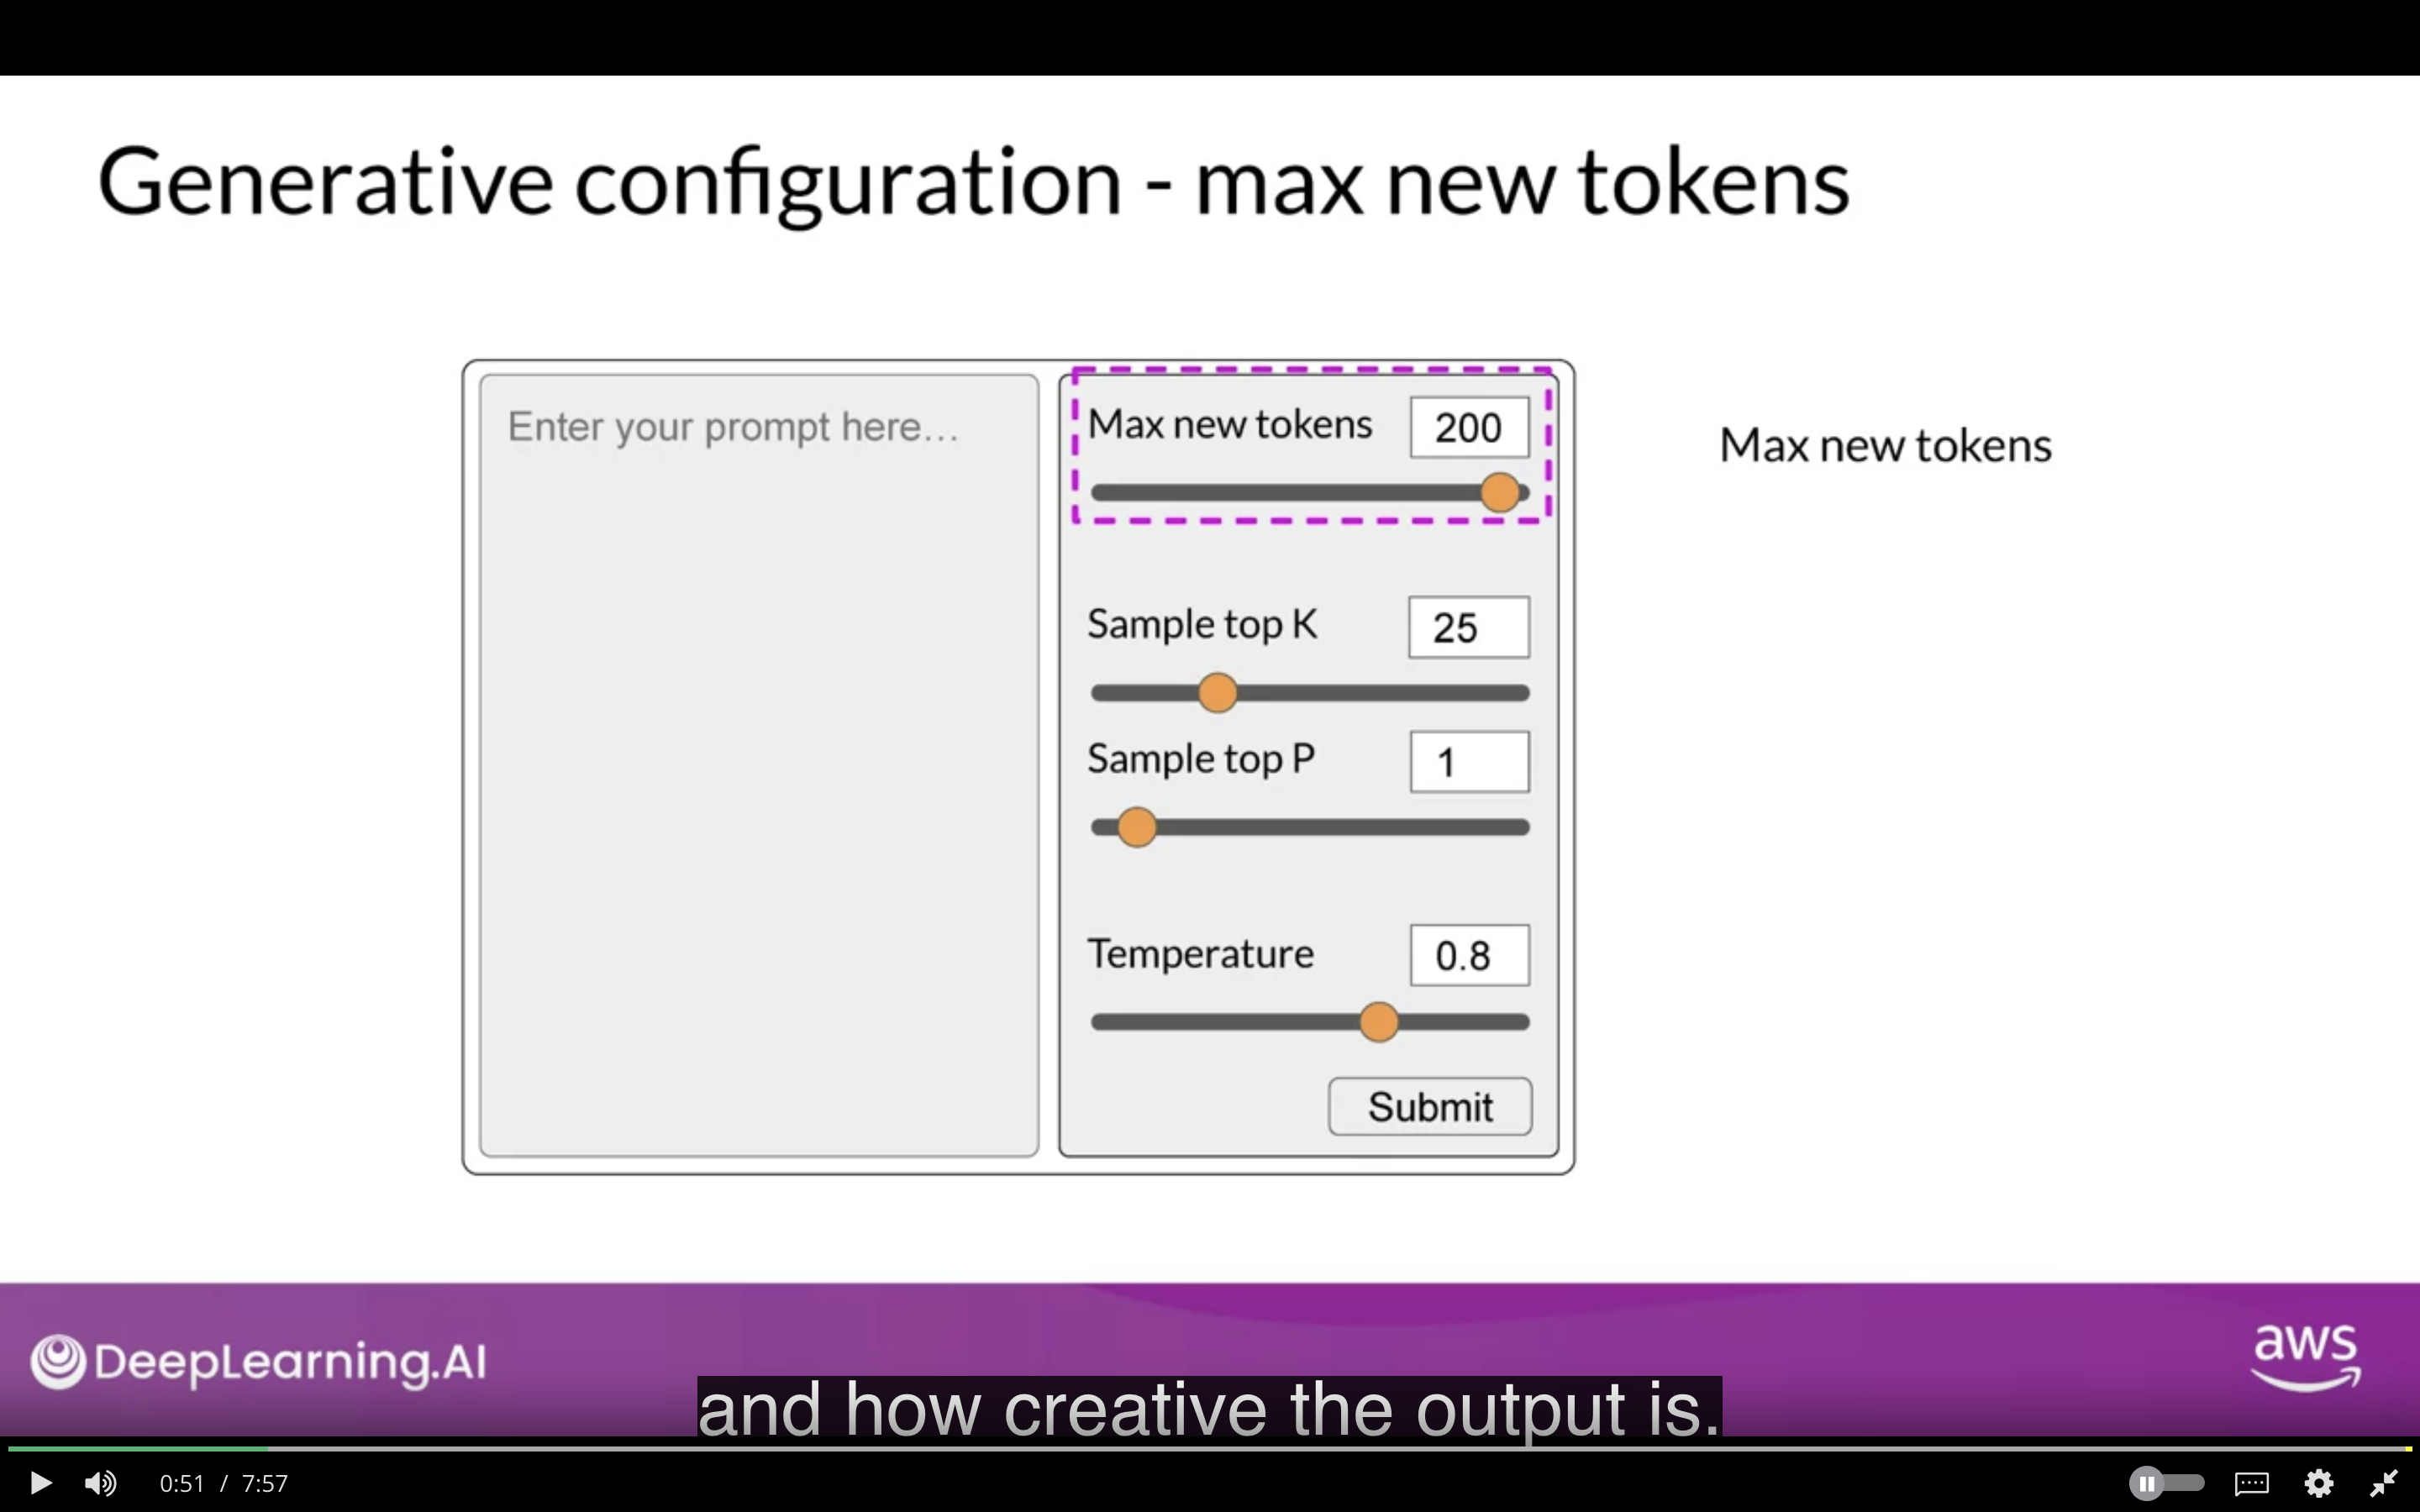 Generative configuration - max new tokens
Enter your prompt here...
Max new tokens 200
Sample top K 25
Sample top P 1
Temperature 0.8
Submit
Max new tokens
DeepLearning.AI
aws
and how creative the output is.
0:51 / 7:57